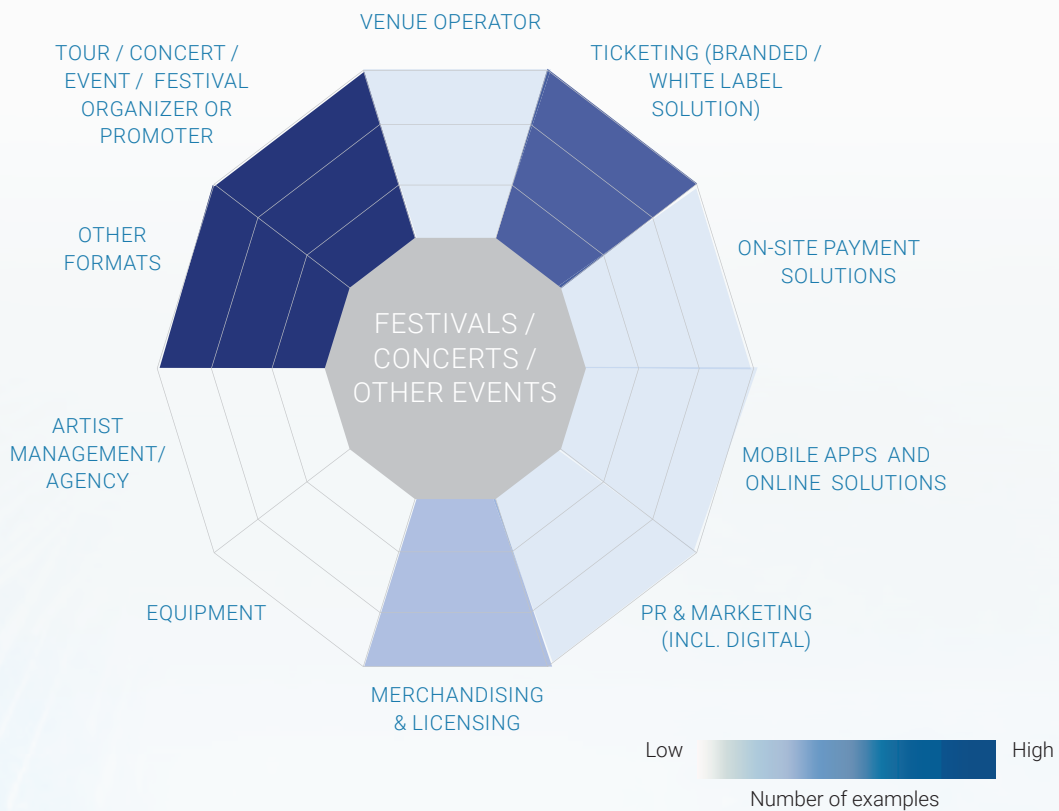 VENUE OPERATOR
TOUR / CONCERT /
EVENT / FESTIVAL
ORGANIZER OR
PROMOTER
TICKETING (BRANDED /
WHITE LABEL
SOLUTION)
OTHER
FORMATS
ON-SITE PAYMENT
SOLUTIONS
FESTIVALS /
CONCERTS /
OTHER EVENTS
ARTIST
MANAGEMENT/
AGENCY
MOBILE APPS AND
ONLINE SOLUTIONS
EQUIPMENT
PR & MARKETING
(INCL. DIGITAL)
MERCHANDISING
& LICENSING
Low
High
Number of examples